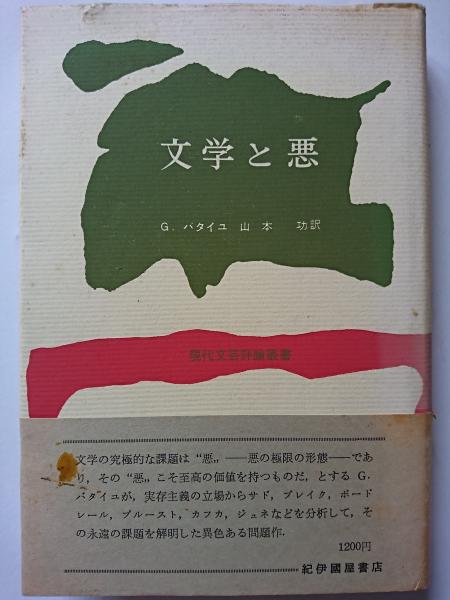 文学と悪
G. バタイユ 山本 功訳
現代文芸評論叢書
文学の究極的な課題は“悪„——悪の極限の形態——であ
り，その“悪„こそ至高の価値を持つものだ，とする G.
バタイユが，実存主義の立場からサド，ブレイク，ボード
レール，プルースト，カフカ，ジュネなどを分析して，そ
の永遠の課題を解明した異色ある問題作．
1200円
紀伊國屋書店